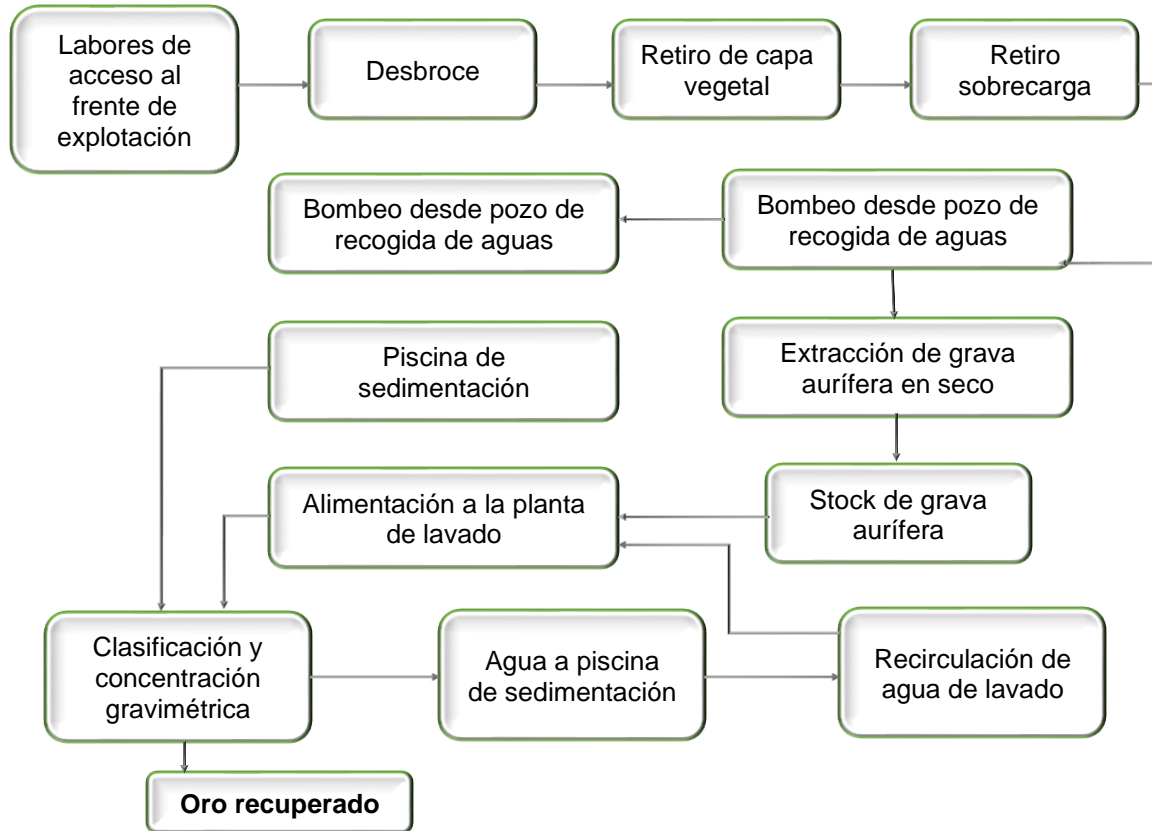 Labores de
acceso al
frente de
explotación
Desbroce
Retiro de capa
vegetal
Retiro
sobrecarga
Bombeo desde pozo de
recogida de aguas
Bombeo desde pozo de
recogida de aguas
Piscina de
sedimentación
Extracción de grava
aurífera en seco
Alimentación a la planta
de lavado
Stock de grava
aurífera
Clasificación y
concentración
gravimétrica
Agua a piscina
de sedimentación
Recirculación de
agua de lavado
Oro recuperado